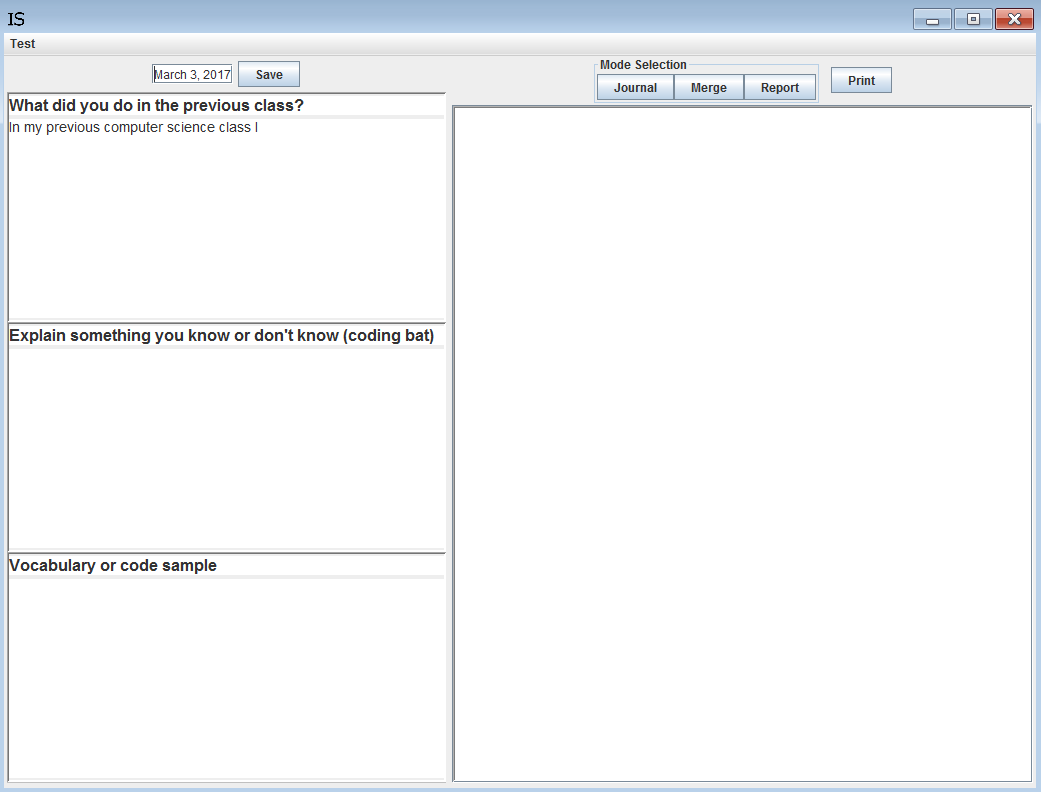 IS
Test
March 3, 2017 Save
Mode Selection
Journal Merge Report Print
What did you do in the previous class?
In my previous computer science class I
Explain something you know or don't know (coding bat)
Vocabulary or code sample